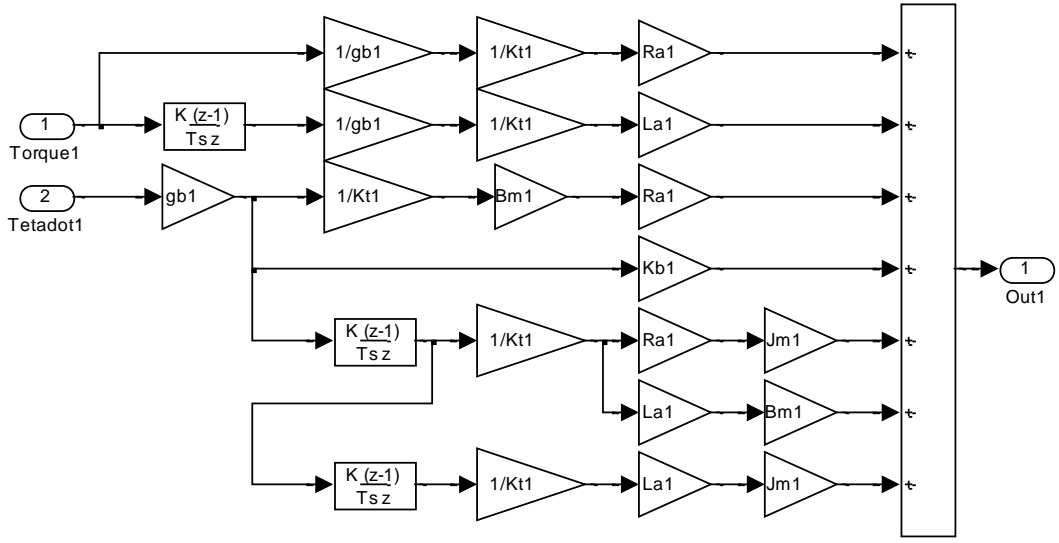 1/gb1 1/Kt1 Ra1 +
1 K (z-1) 1/gb1 1/Kt1 La1 +
Ts z
Torque1
2 gb1 1/Kt1 Bm1 Ra1 +
Tetadot1
Kb1 + 1
Out1
K (z-1) 1/Kt1 Ra1 Jm1 +
Ts z
La1 Bm1 +
K (z-1) 1/Kt1 La1 Jm1 +
Ts z